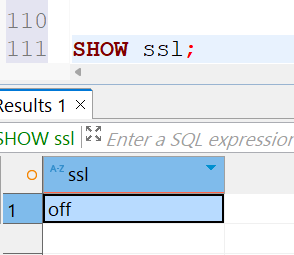 110
111 SHOW ssl;
Results 1
SHOW ssl Enter a SQL expression
A-Z ssl
1 off